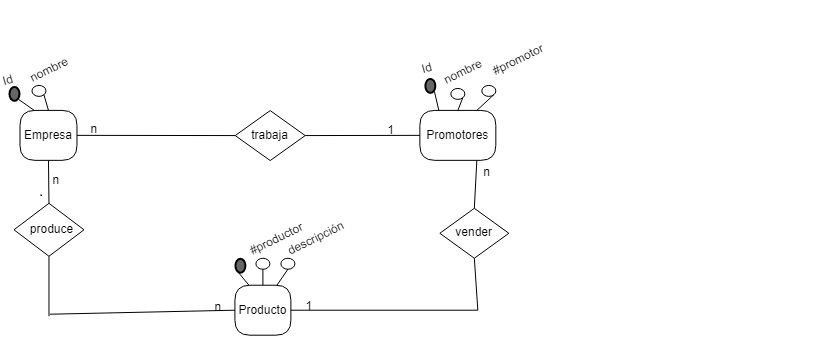 Id
nombre
#promotor
Id
nombre
Empresa
n
trabaja
1
Promotores
n
n
.
produce
vender
#productor
descripción
n
Producto
1